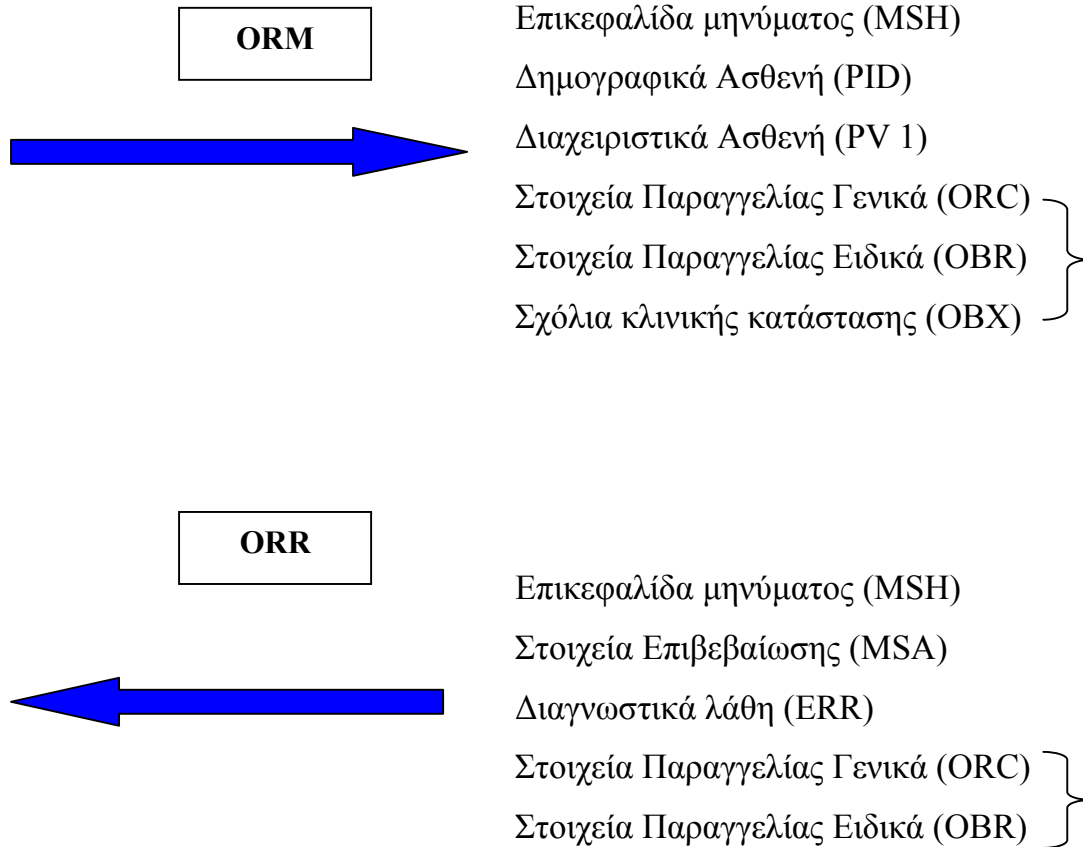 ORM
Επικεφαλίδα μηνύματος (MSH)
Δημογραφικά Ασθενή (PID)
Διαχειριστικά Ασθενή (PV 1)
Στοιχεία Παραγγελίας Γενικά (ORC)
Στοιχεία Παραγγελίας Ειδικά (OBR)
Σχόλια κλινικής κατάστασης (OBX)
ORR
Επικεφαλίδα μηνύματος (MSH)
Στοιχεία Επιβεβαίωσης (MSA)
Διαγνωστικά λάθη (ERR)
Στοιχεία Παραγγελίας Γενικά (ORC)
Στοιχεία Παραγγελίας Ειδικά (OBR)